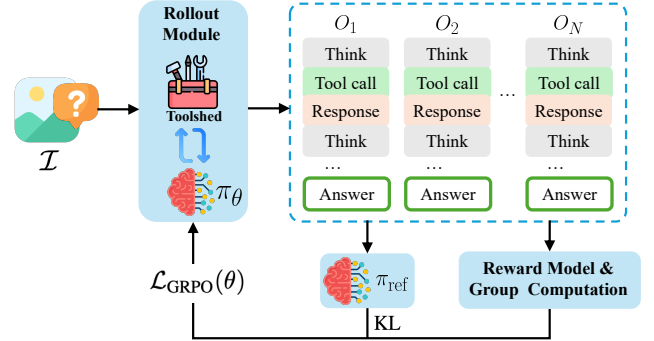 Rollout
Module
Toolshed
π_θ
𝓘
O_1
O_2
O_N
Think
Think
Think
Tool call
Tool call
...
Tool call
Response
Response
Response
Think
Think
Think
...
...
...
Answer
Answer
Answer
𝓛_GRPO(θ)
π_ref
KL
Reward Model &
Group Computation
?